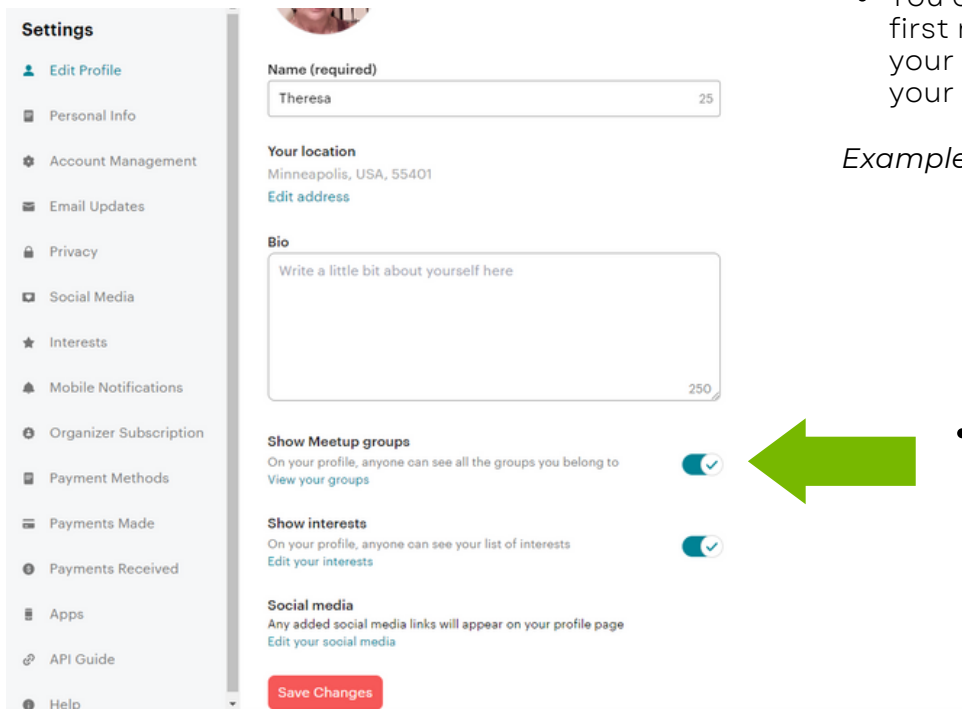 Settings
Edit Profile
Personal Info
Account Management
Email Updates
Privacy
Social Media
Interests
Mobile Notifications
Organizer Subscription
Payment Methods
Payments Made
Payments Received
Apps
API Guide
Help
Name (required)
Theresa 25
Your location
Minneapolis, USA, 55401
Edit address
Bio
Write a little bit about yourself here
250
Show Meetup groups
On your profile, anyone can see all the groups you belong to
View your groups
Show interests
On your profile, anyone can see your list of interests
Edit your interests
Social media
Any added social media links will appear on your profile page
Edit your social media
Save Changes
You
first
your
your
Example